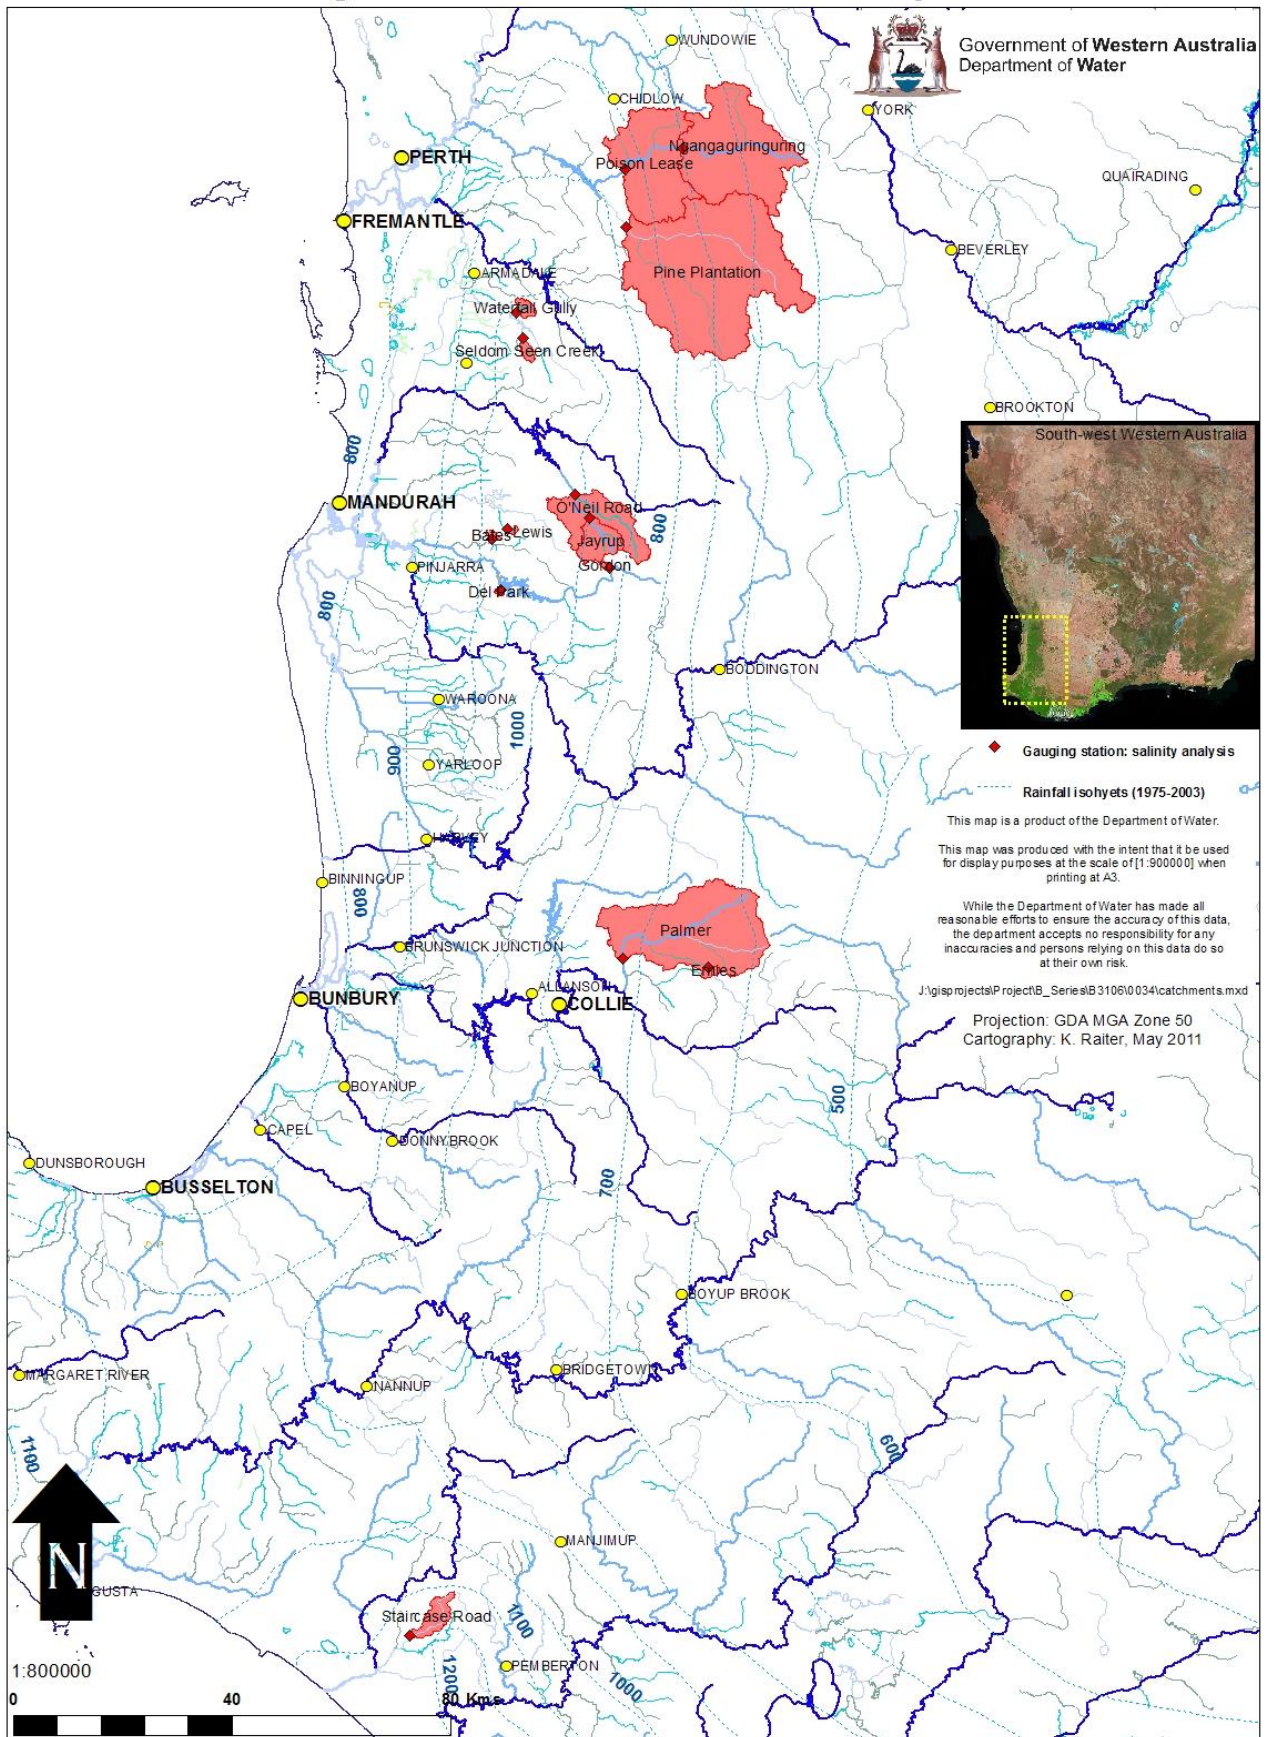 WUNDOWIE
Government of Western Australia
Department of Water
CHIDLOW
YORK
Ngangaguringuring
PERTH
Poison Lease
QUAIRADING
FREMANTLE
BEVERLEY
ARMADALE
Pine Plantation
Waterfall Gully
Seldom Seen Creek
BROOKTON
South-west Western Australia
800
MANDURAH
O'Neil Road
800
Bates
Lewis
Jayrup
PINJARRA
Gordon
Del Park
800
BODDINGTON
WAROONA
1000
Gauging station: salinity analysis
900
YARLOOP
Rainfall isohyets (1975-2003)
This map is a product of the Department of Water.
HARVEY
This map was produced with the intent that it be used
for display purposes at the scale of [1:900000] when
printing at A3.
BINNINGUP
800
While the Department of Water has made all
reasonable efforts to ensure the accuracy of this data,
the department accepts no responsibility for any
inaccuracies and persons relying on this data do so
at their own risk.
Palmer
BRUNSWICK JUNCTION
Ernies
ALLANSON
J:\gisprojects\Project\B_Series\B3106\0034\catchments.mxd
BUNBURY
COLLIE
Projection: GDA MGA Zone 50
Cartography: K. Raiter, May 2011
BOYANUP
500
CAPEL
DONNYBROOK
DUNSBOROUGH
BUSSELTON
700
BOYUP BROOK
MARGARET RIVER
BRIDGETOWN
NANNUP
1100
600
N
MANJIMUP
GUSTA
Staircase Road
1100
PEMBERTON
1:800000
1200
1000
0 40 80 Kms